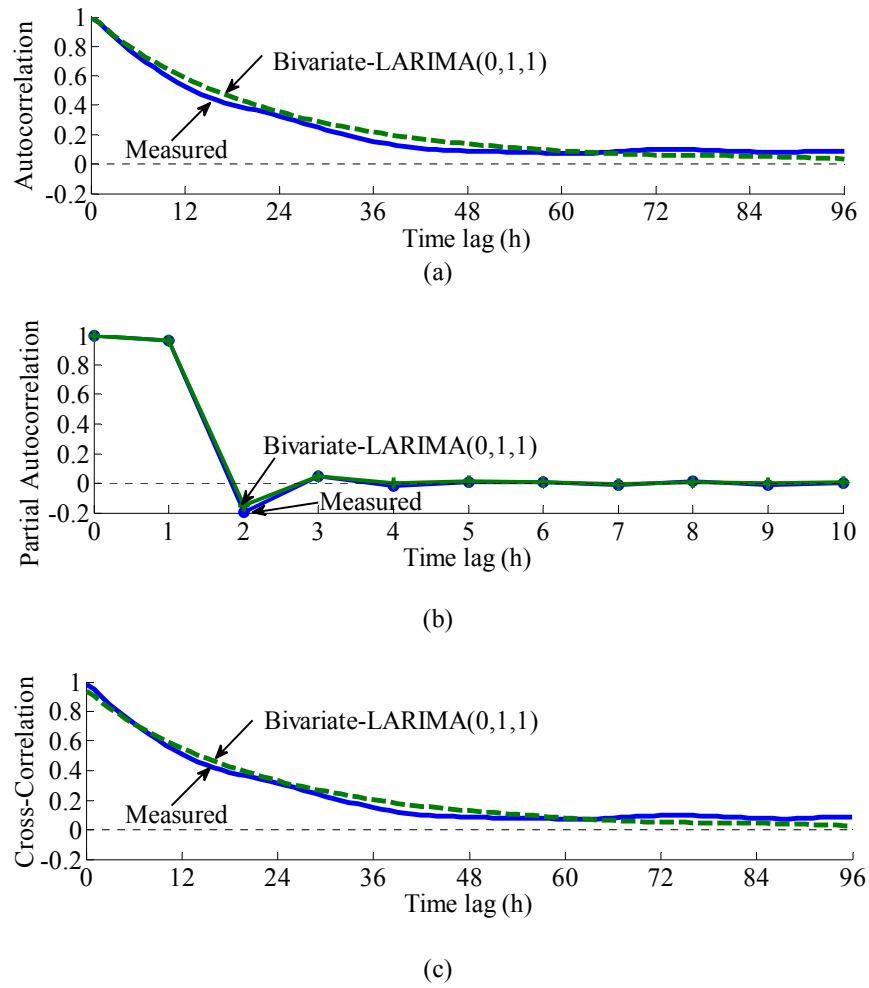 Autocorrelation
1
0.8
0.6
0.4
0.2
0
-0.2
Bivariate-LARIMA(0,1,1)
Measured
0 12 24 36 48 60 72 84 96
Time lag (h)
(a)
Partial Autocorrelation
1
0.8
0.6
0.4
0.2
0
-0.2
Bivariate-LARIMA(0,1,1)
Measured
0 1 2 3 4 5 6 7 8 9 10
Time lag (h)
(b)
Cross-Correlation
1
0.8
0.6
0.4
0.2
0
-0.2
Bivariate-LARIMA(0,1,1)
Measured
0 12 24 36 48 60 72 84 96
Time lag (h)
(c)